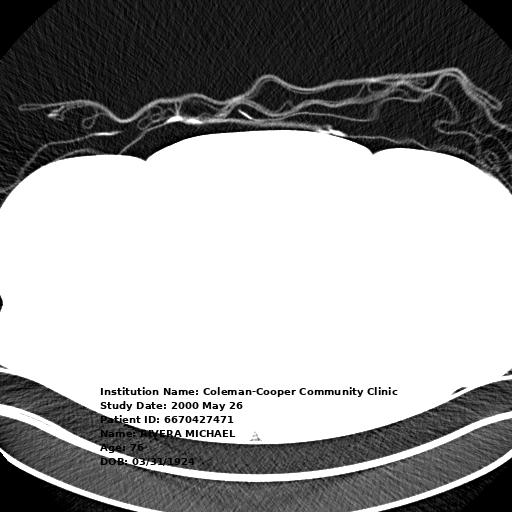 Institution Name: Coleman-Cooper Community Clinic
Study Date: 2000 May 26
Patient ID: 6670427471
Name: RIVERA MICHAEL
Age: 76
DOB: 03/31/1924